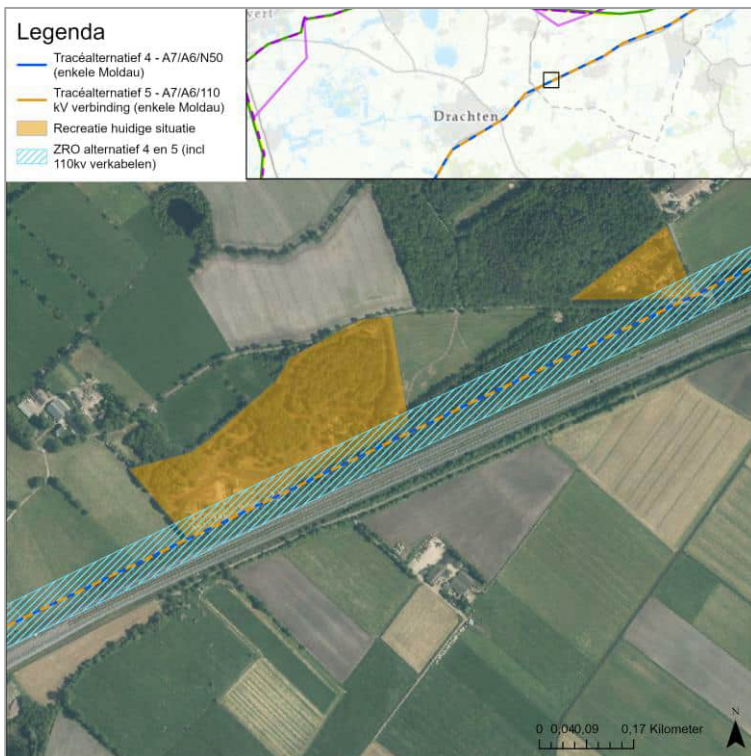 Legenda
Tracéalternatief 4 - A7/A6/N50
(enkele Moldau)
Tracéalternatief 5 - A7/A6/110
kV verbinding (enkele Moldau)
Recreatie huidige situatie
ZRO alternatief 4 en 5 (incl
110kv verkabelen)
vert
Drachten
N
0 0,040,09 0,17 Kilometer